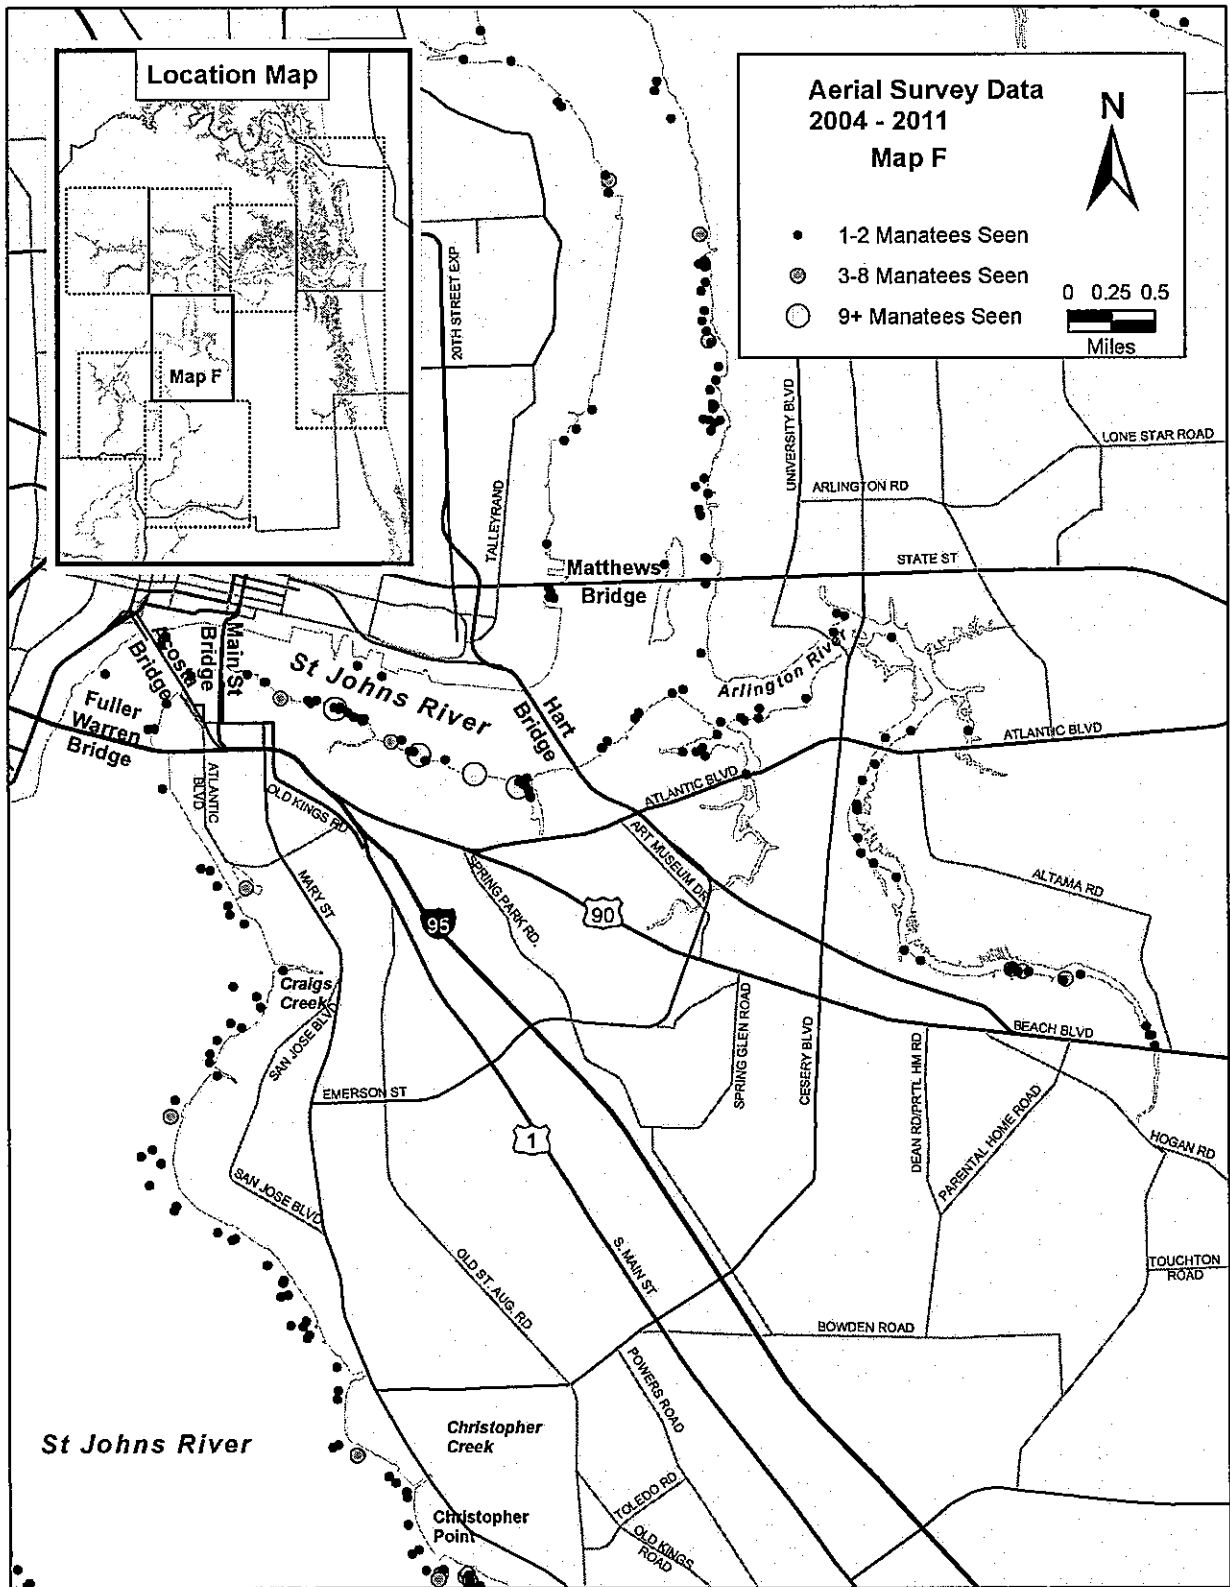 Location Map
Map F
Aerial Survey Data
2004 - 2011
Map F
N
1-2 Manatees Seen
3-8 Manatees Seen
9+ Manatees Seen
0 0.25 0.5
Miles
20TH STREET EXP
TALLEYRAND
UNIVERSITY BLVD
LONE STAR ROAD
ARLINGTON RD
STATE ST
Matthews
Bridge
Acosta
Bridge
Main St
Bridge
St Johns River
Hart
Bridge
Arlington River
Fuller
Warren
Bridge
ATLANTIC
BLVD
OLD KINGS RD
ATLANTIC BLVD
ATLANTIC BLVD
ART MUSEUM DR
MARY ST
SPRING PARK RD.
95
90
ALTAMA RD
Craigs
Creek
SAN JOSE BLVD
EMERSON ST
SPRING GLEN ROAD
CESERY BLVD
BEACH BLVD
DEAN RD/PRTL HM RD
PARENTAL HOME ROAD
HOGAN RD
1
SAN JOSE BLVD
OLD ST. AUG. RD
S. MAIN ST
TOUCHTON
ROAD
BOWDEN ROAD
POWERS ROAD
St Johns River
Christopher
Creek
TOLEDO RD
Christopher
Point
OLD KINGS
ROAD